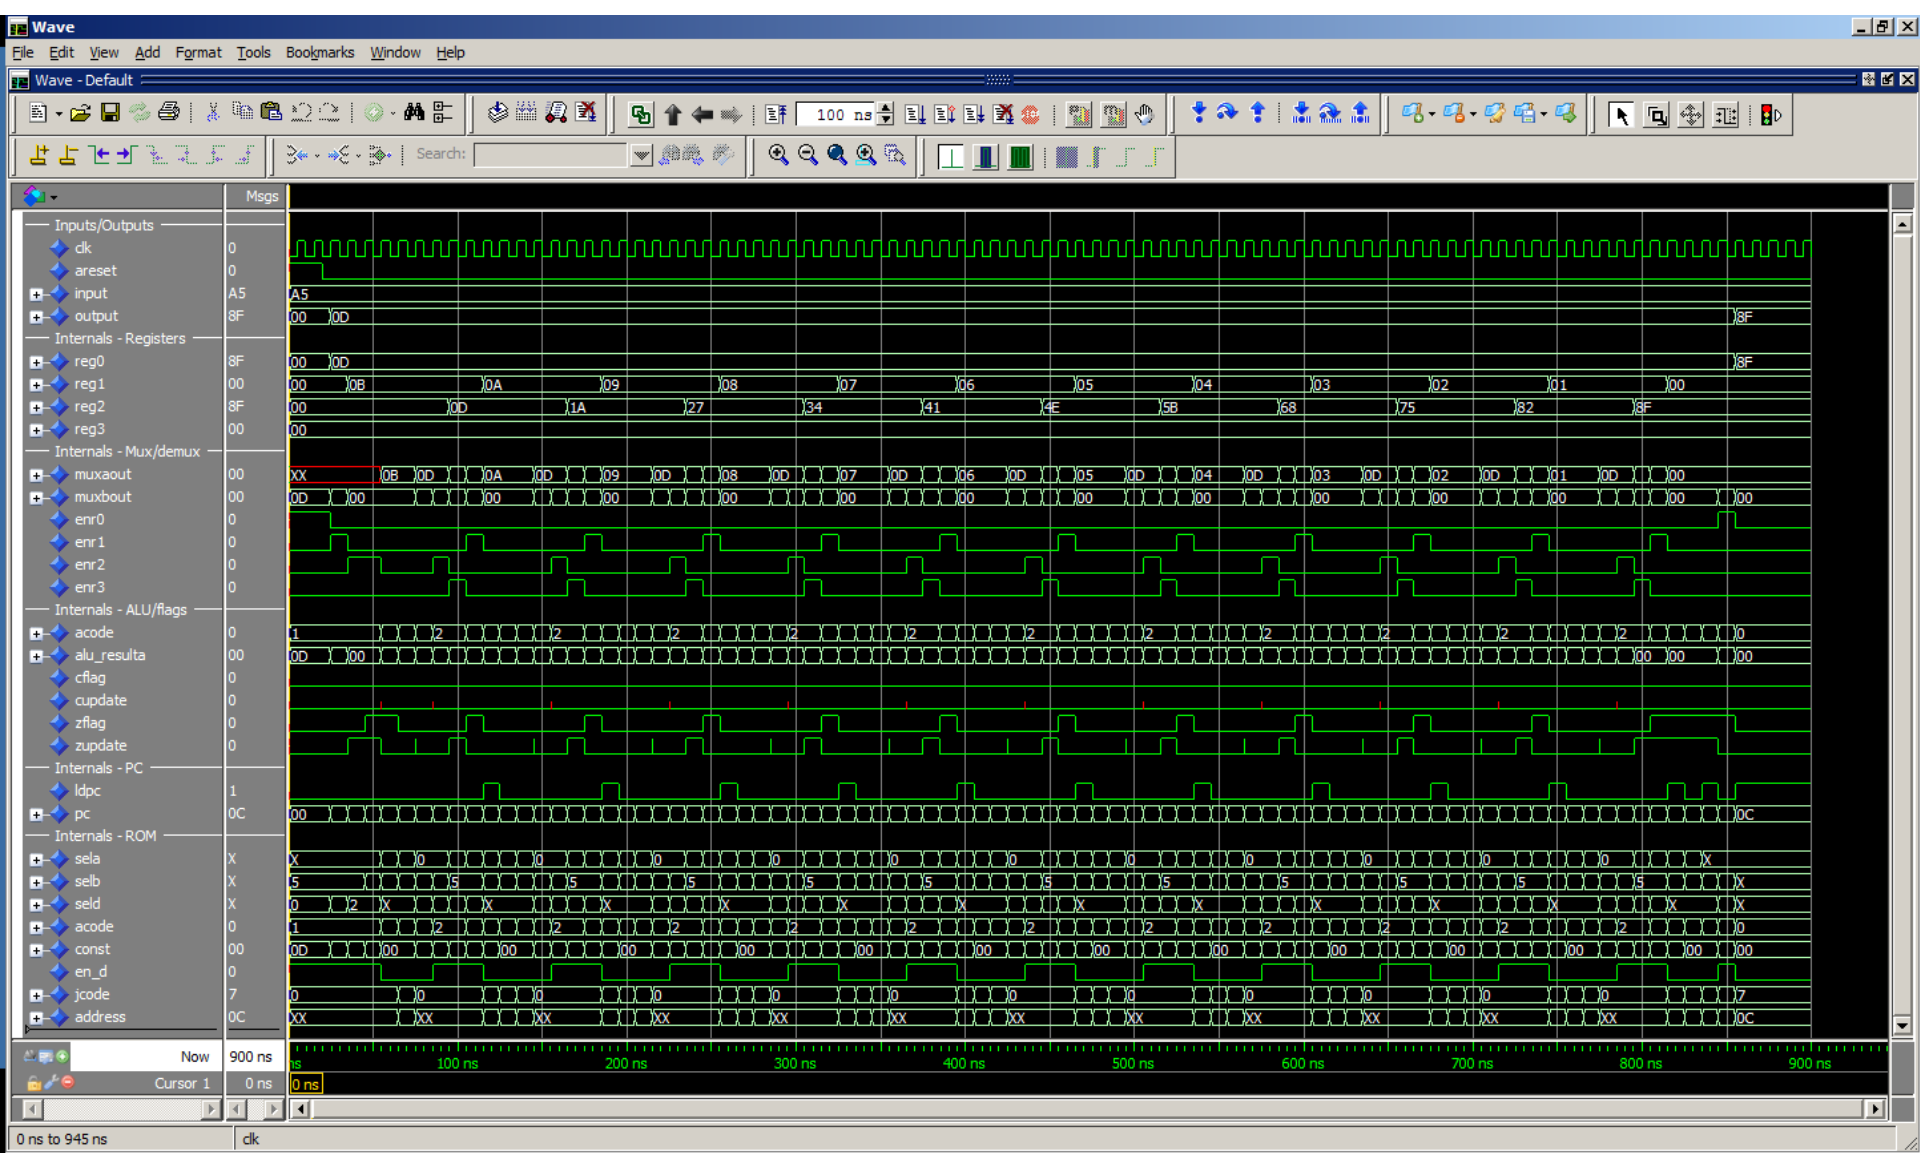 Wave
File Edit View Add Format Tools Bookmarks Window Help
Wave - Default
100 ns
Search:
Msgs
Inputs/Outputs
clk 0
areset 0
input A5 A5
output 8F 00 0D 8F
Internals - Registers
reg0 8F 00 0D 8F
reg1 00 00 0B 0A 09 08 07 06 05 04 03 02 01 00
reg2 8F 00 0D 1A 27 34 41 4E 5B 68 75 82 8F
reg3 00 00
Internals - Mux/demux
muxaout 00 XX 0B 0D 0A 0D 09 0D 08 0D 07 0D 06 0D 05 0D 04 0D 03 0D 02 0D 01 0D 00
muxbout 00 0D 00 00 00 00 00 00 00 00 00 00 00 00 00
enr0 0
enr1 0
enr2 0
enr3 0
Internals - ALU/flags
acode 0 1 2 2 2 2 2 2 2 2 2 2 2 0
alu_resulta 00 0D 00 00 00 00
cflag 0
cupdate 0
zflag 0
zupdate 0
Internals - PC
ldpc 1
pc 0C 00 0C
Internals - ROM
sela X X 0 0 0 0 0 0 0 0 0 0 0 X
selb X 5 5 5 5 5 5 5 5 5 5 5 5 X
seld X 0 2 X X X X X X X X X X X X X
acode 0 1 2 2 2 2 2 2 2 2 2 2 2 0
const 00 0D 00 00 00 00 00 00 00 00 00 00 00 00 00
en_d 0
jcode 7 0 0 0 0 0 0 0 0 0 0 0 0 7
address 0C XX XX XX XX XX XX XX XX XX XX XX XX 0C
Now 900 ns ns 100 ns 200 ns 300 ns 400 ns 500 ns 600 ns 700 ns 800 ns 900 ns
Cursor 1 0 ns 0 ns
0 ns to 945 ns clk